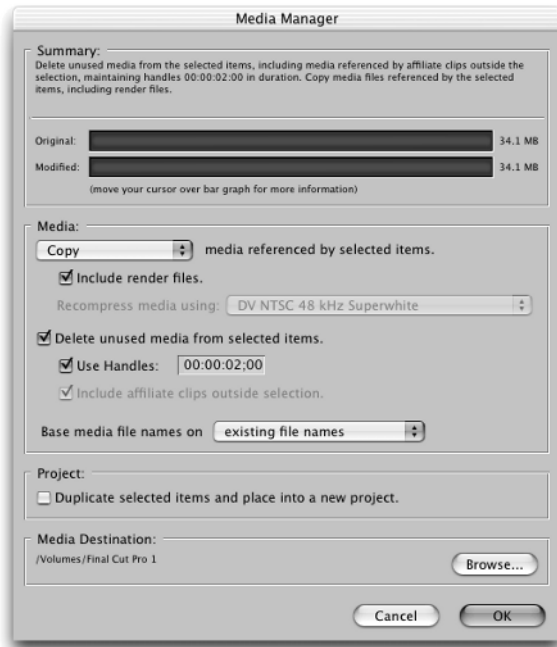 Media Manager
Summary:
Delete unused media from the selected items, including media referenced by affiliate clips outside the
selection, maintaining handles 00:00:02:00 in duration. Copy media files referenced by the selected
items, including render files.
Original: 34.1 MB
Modified: 34.1 MB
(move your cursor over bar graph for more information)
Media:
Copy media referenced by selected items.
Include render files.
Recompress media using: DV NTSC 48 kHz Superwhite
Delete unused media from selected items.
Use Handles: 00:00:02;00
Include affiliate clips outside selection.
Base media file names on existing file names
Project:
Duplicate selected items and place into a new project.
Media Destination:
/Volumes/Final Cut Pro 1
Browse...
Cancel OK